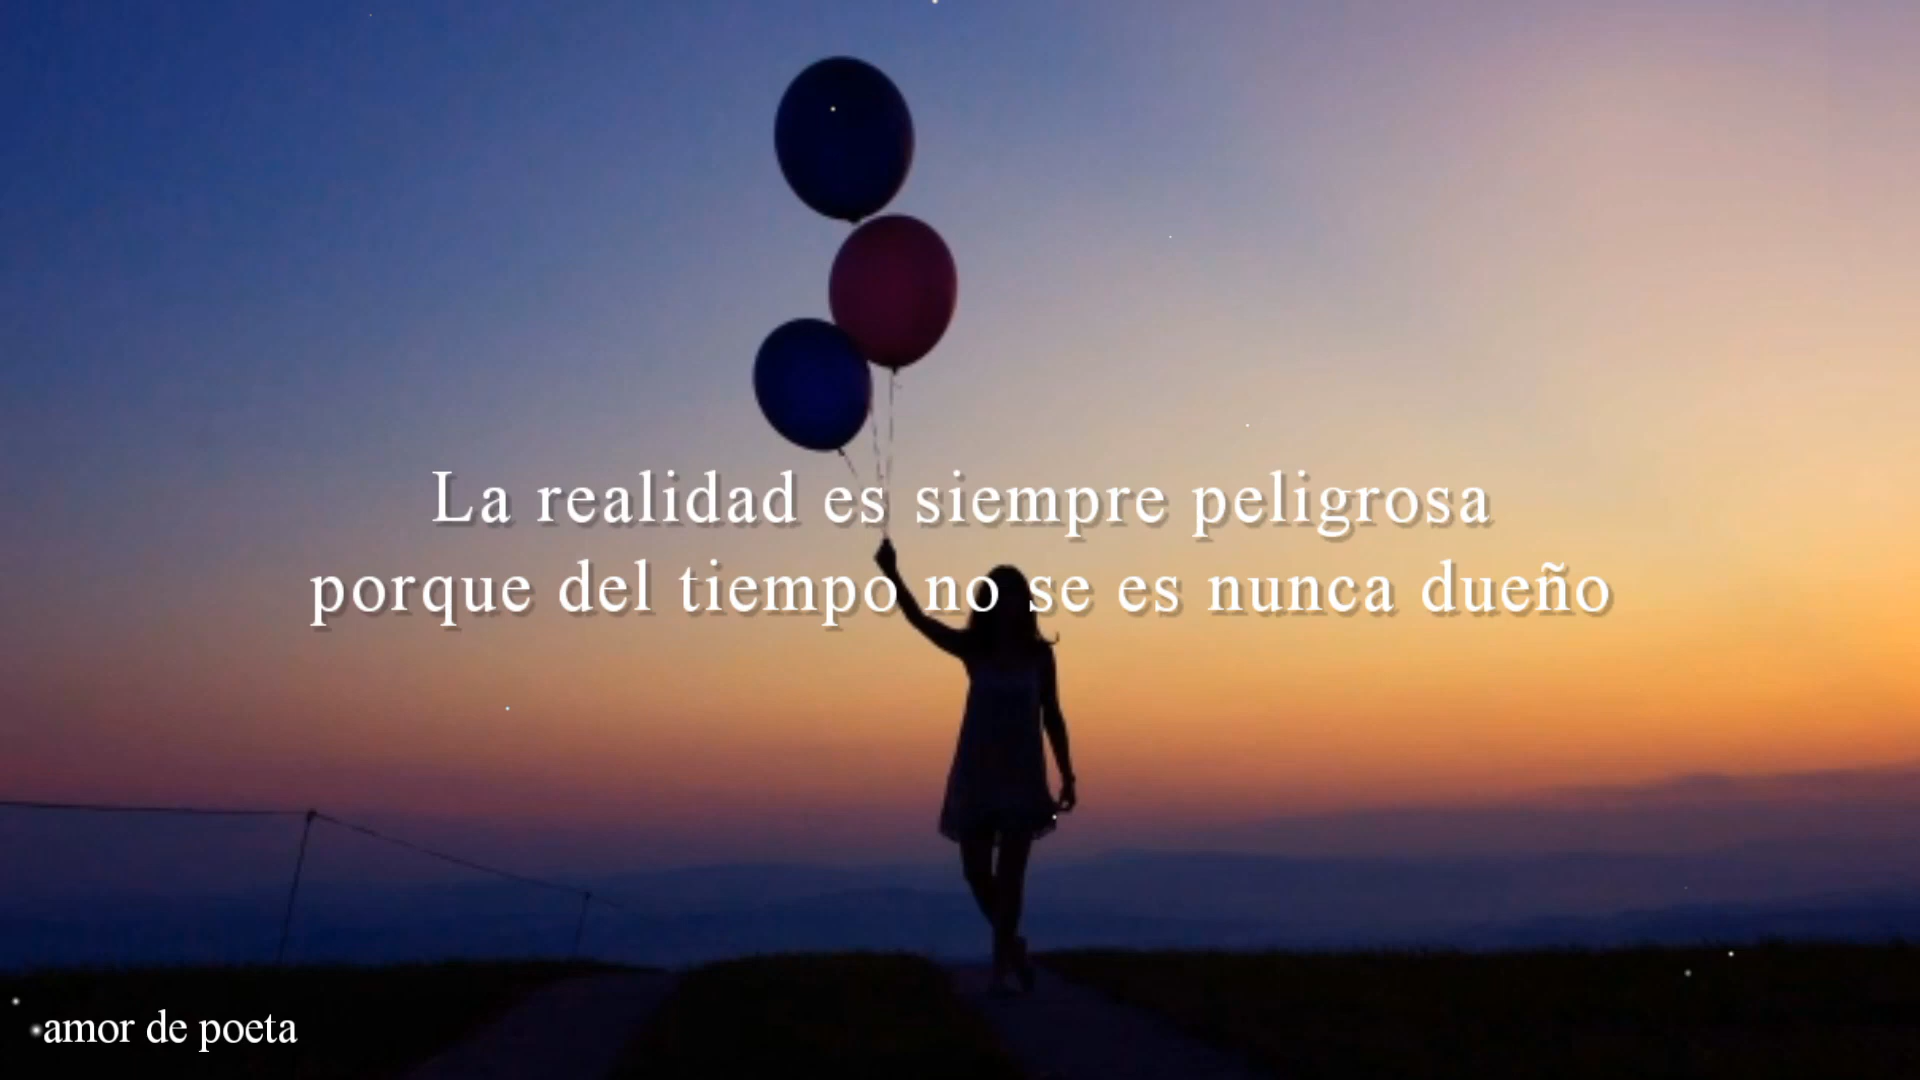 La realidad es siempre peligrosa
porque del tiempo no se es nunca dueño
amor de poeta